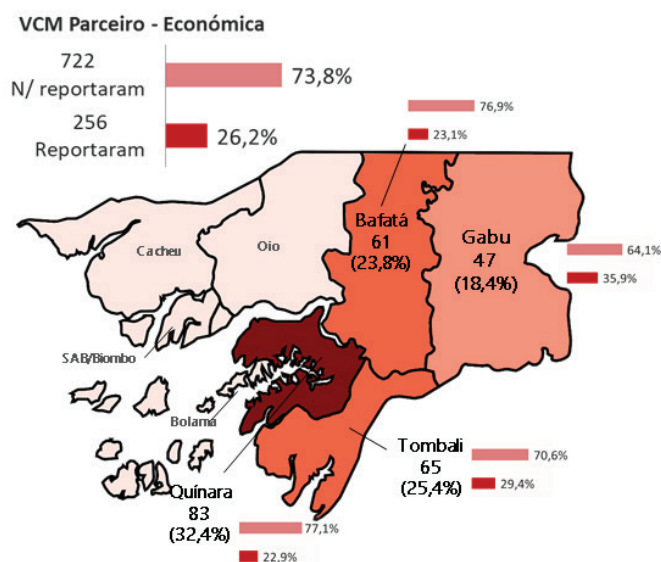 VCM Parceiro - Económica
722
N/ reportaram
73,8%
256
Reportaram
26,2%
76,9%
23,1%
Bafatá
61
(23,8%)
Gabu
47
(18,4%)
64,1%
35,9%
Cacheu
Oio
SAB/Biombo
Bolama
Tombali
65
(25,4%)
70,6%
29,4%
Quínara
83
(32,4%)
77,1%
22,9%